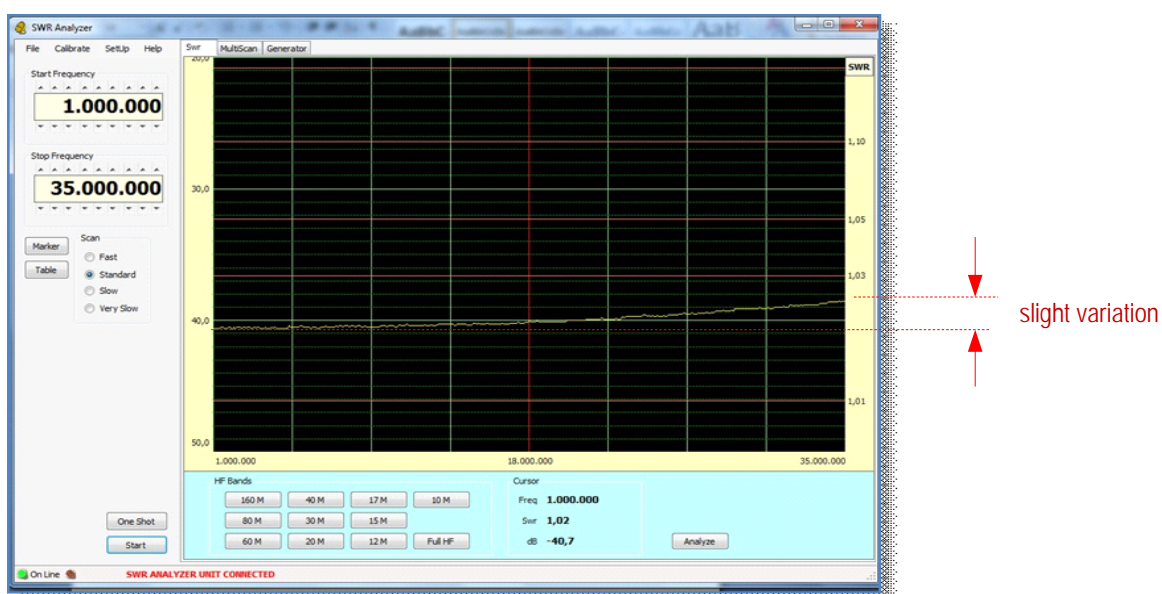 SWR Analyzer
File Calibrate SetUp Help
Swr MultiScan Generator
Start Frequency
1.000.000
Stop Frequency
35.000.000
Marker
Table
Scan
Fast
Standard
Slow
Very Slow
One Shot
Start
20,0
30,0
40,0
50,0
SWR
1,10
1,05
1,03
1,01
slight variation
1.000.000 18.000.000 35.000.000
HF Bands
160 M 40 M 17 M 10 M
80 M 30 M 15 M
60 M 20 M 12 M Full HF
Cursor
Freq 1.000.000
Swr 1,02
dB -40,7
Analyze
On Line SWR ANALYZER UNIT CONNECTED